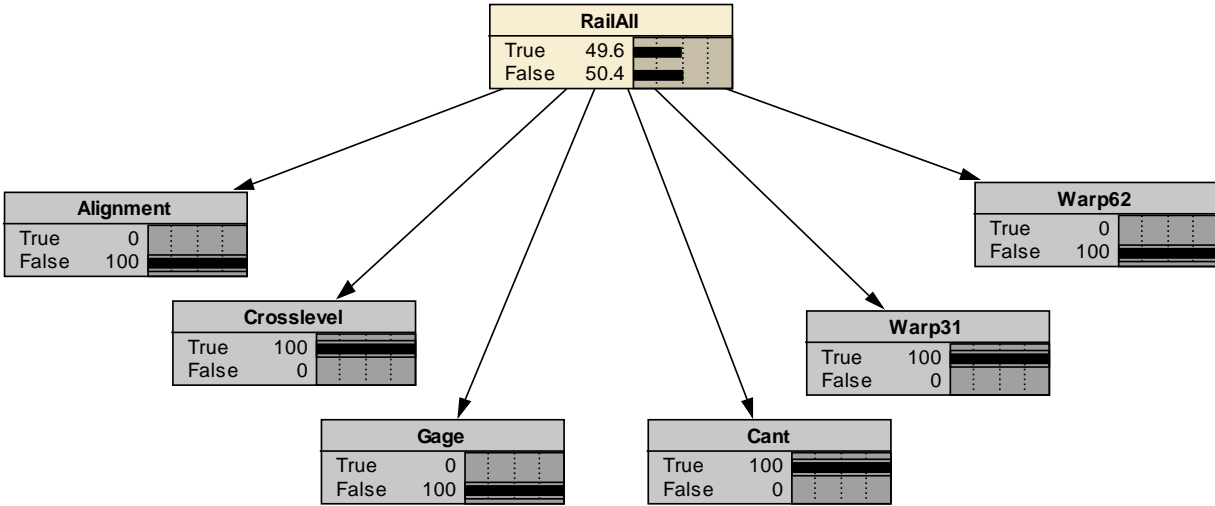 RailAll
True 49.6
False 50.4
Alignment
True 0
False 100
Warp62
True 0
False 100
Crosslevel
True 100
False 0
Warp31
True 100
False 0
Gage
True 0
False 100
Cant
True 100
False 0